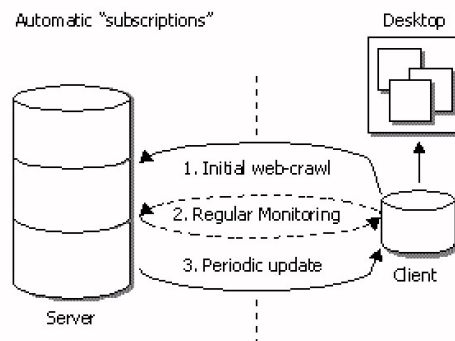 Automatic "subscriptions"
Desktop
1. Initial web-crawl
2. Regular Monitoring
3. Periodic update
Client
Server